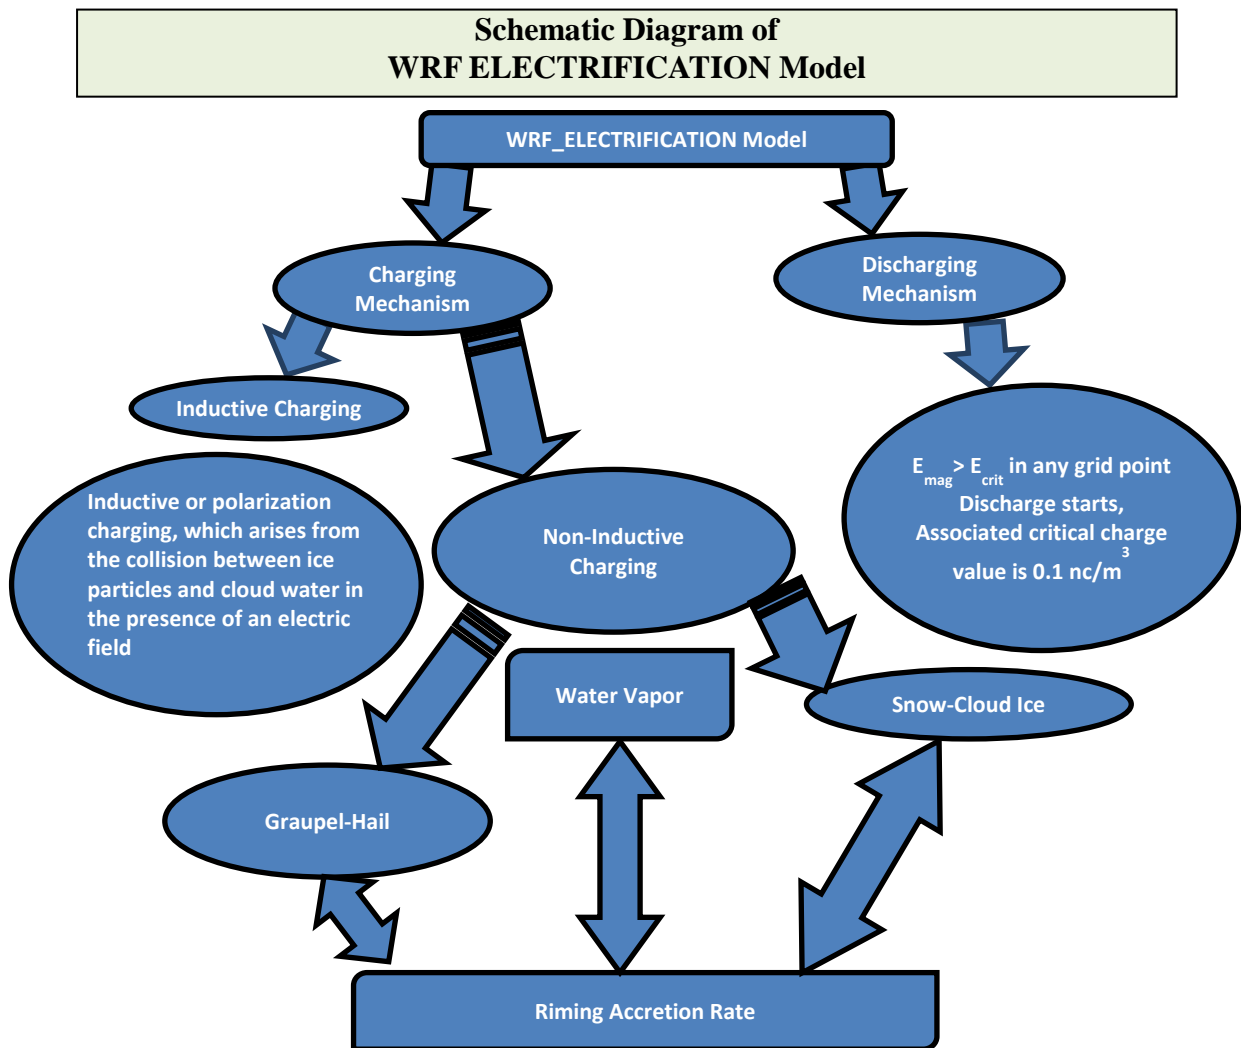 Schematic Diagram of
WRF ELECTRIFICATION Model
WRF_ELECTRIFICATION Model
Charging
Mechanism
Discharging
Mechanism
Inductive Charging
Inductive or polarization
charging, which arises from
the collision between ice
particles and cloud water in
the presence of an electric
field
Non-Inductive
Charging
E_mag > E_crit in any grid point
Discharge starts,
Associated critical charge
value is 0.1 nc/m³
Water Vapor
Snow-Cloud Ice
Graupel-Hail
Riming Accretion Rate